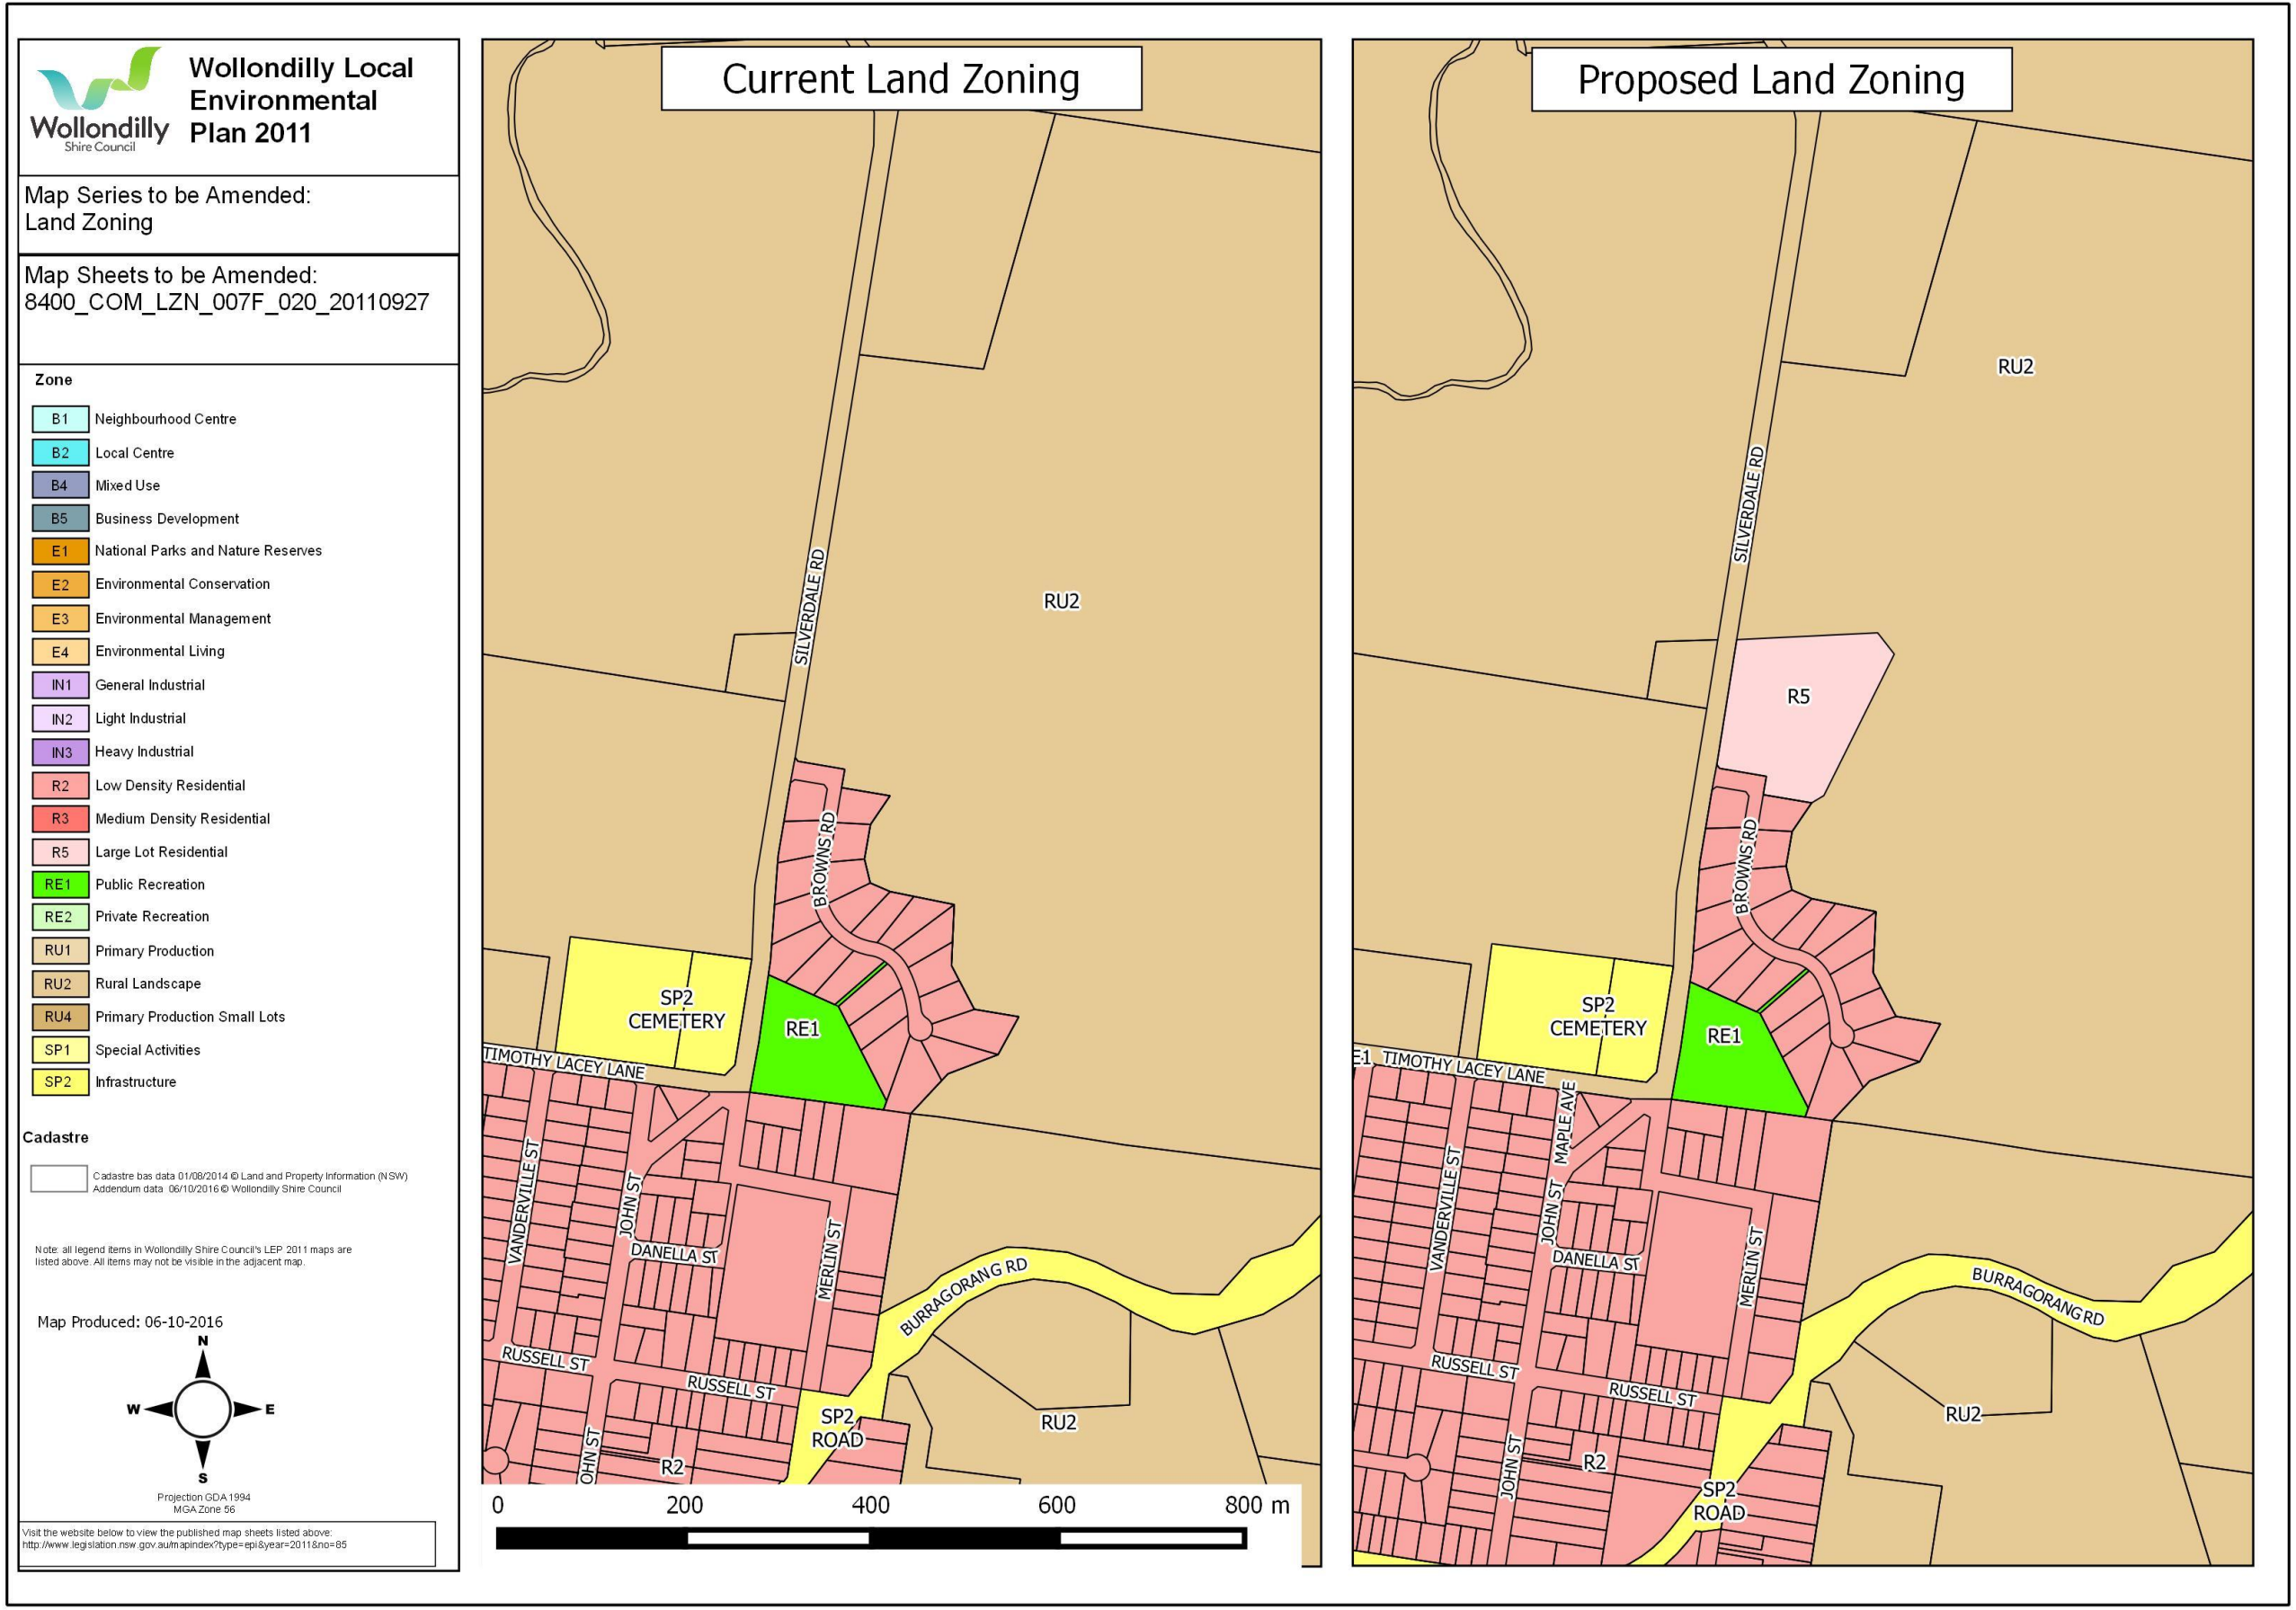 Wollondilly
Shire Council
Wollondilly Local
Environmental
Plan 2011
Map Series to be Amended:
Land Zoning
Map Sheets to be Amended:
8400_COM_LZN_007F_020_20110927
Zone
B1 Neighbourhood Centre
B2 Local Centre
B4 Mixed Use
B5 Business Development
E1 National Parks and Nature Reserves
E2 Environmental Conservation
E3 Environmental Management
E4 Environmental Living
IN1 General Industrial
IN2 Light Industrial
IN3 Heavy Industrial
R2 Low Density Residential
R3 Medium Density Residential
R5 Large Lot Residential
RE1 Public Recreation
RE2 Private Recreation
RU1 Primary Production
RU2 Rural Landscape
RU4 Primary Production Small Lots
SP1 Special Activities
SP2 Infrastructure
Cadastre
Cadastre bas data 01/08/2014 © Land and Property Information (NSW)
Addendum data 06/10/2016 © Wollondilly Shire Council
Note: all legend items in Wollondilly Shire Council's LEP 2011 maps are
listed above. All items may not be visible in the adjacent map.
Map Produced: 06-10-2016
N
W E
S
Projection GDA 1994
MGA Zone 56
Visit the website below to view the published map sheets listed above:
http://www.legislation.nsw.gov.au/mapindex?type=epi&year=2011&no=85
Current Land Zoning
SILVERDALE RD
RU2
BROWNS RD
SP2
CEMETERY
RE1
TIMOTHY LACEY LANE
VANDERVILLE ST
JOHN ST
DANELLA ST
MERLIN ST
BURRAGORANG RD
RUSSELL ST
RUSSELL ST
SP2
ROAD
RU2
OHN ST
R2
0 200 400 600 800 m
Proposed Land Zoning
RU2
SILVERDALE RD
R5
BROWNS RD
SP2
CEMETERY
RE1
E1 TIMOTHY LACEY LANE
MAPLE AVE
VANDERVILLE ST
JOHN ST
DANELLA ST
MERLIN ST
BURRAGORANG RD
RUSSELL ST
RUSSELL ST
RU2
JOHN ST
R2
SP2
ROAD